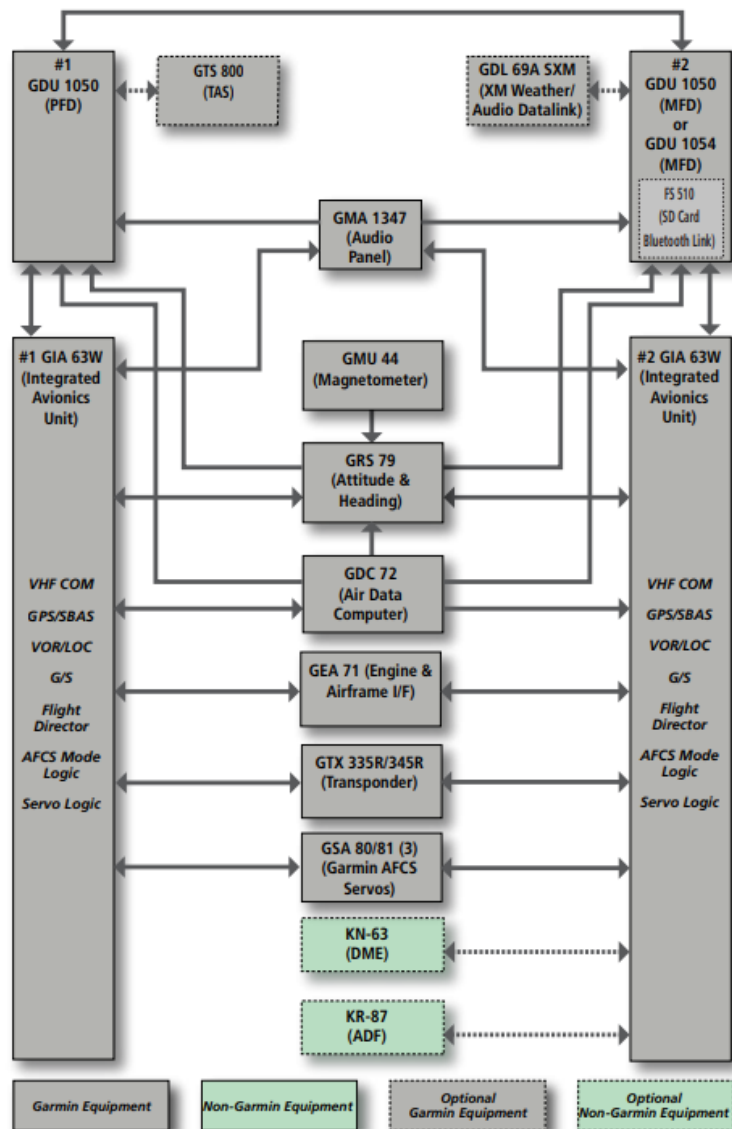 #1
GDU 1050
(PFD)
GTS 800
(TAS)
GDL 69A SXM
(XM Weather/
Audio Datalink)
#2
GDU 1050
(MFD)
or
GDU 1054
(MFD)
FS 510
(SD Card
Bluetooth Link)
GMA 1347
(Audio
Panel)
#1 GIA 63W
(Integrated
Avionics
Unit)
VHF COM
GPS/SBAS
VOR/LOC
G/S
Flight
Director
AFCS Mode
Logic
Servo Logic
GMU 44
(Magnetometer)
GRS 79
(Attitude &
Heading)
GDC 72
(Air Data
Computer)
GEA 71 (Engine &
Airframe I/F)
GTX 335R/345R
(Transponder)
GSA 80/81 (3)
(Garmin AFCS
Servos)
KN-63
(DME)
KR-87
(ADF)
#2 GIA 63W
(Integrated
Avionics
Unit)
VHF COM
GPS/SBAS
VOR/LOC
G/S
Flight
Director
AFCS Mode
Logic
Servo Logic
Garmin Equipment
Non-Garmin Equipment
Optional
Garmin Equipment
Optional
Non-Garmin Equipment